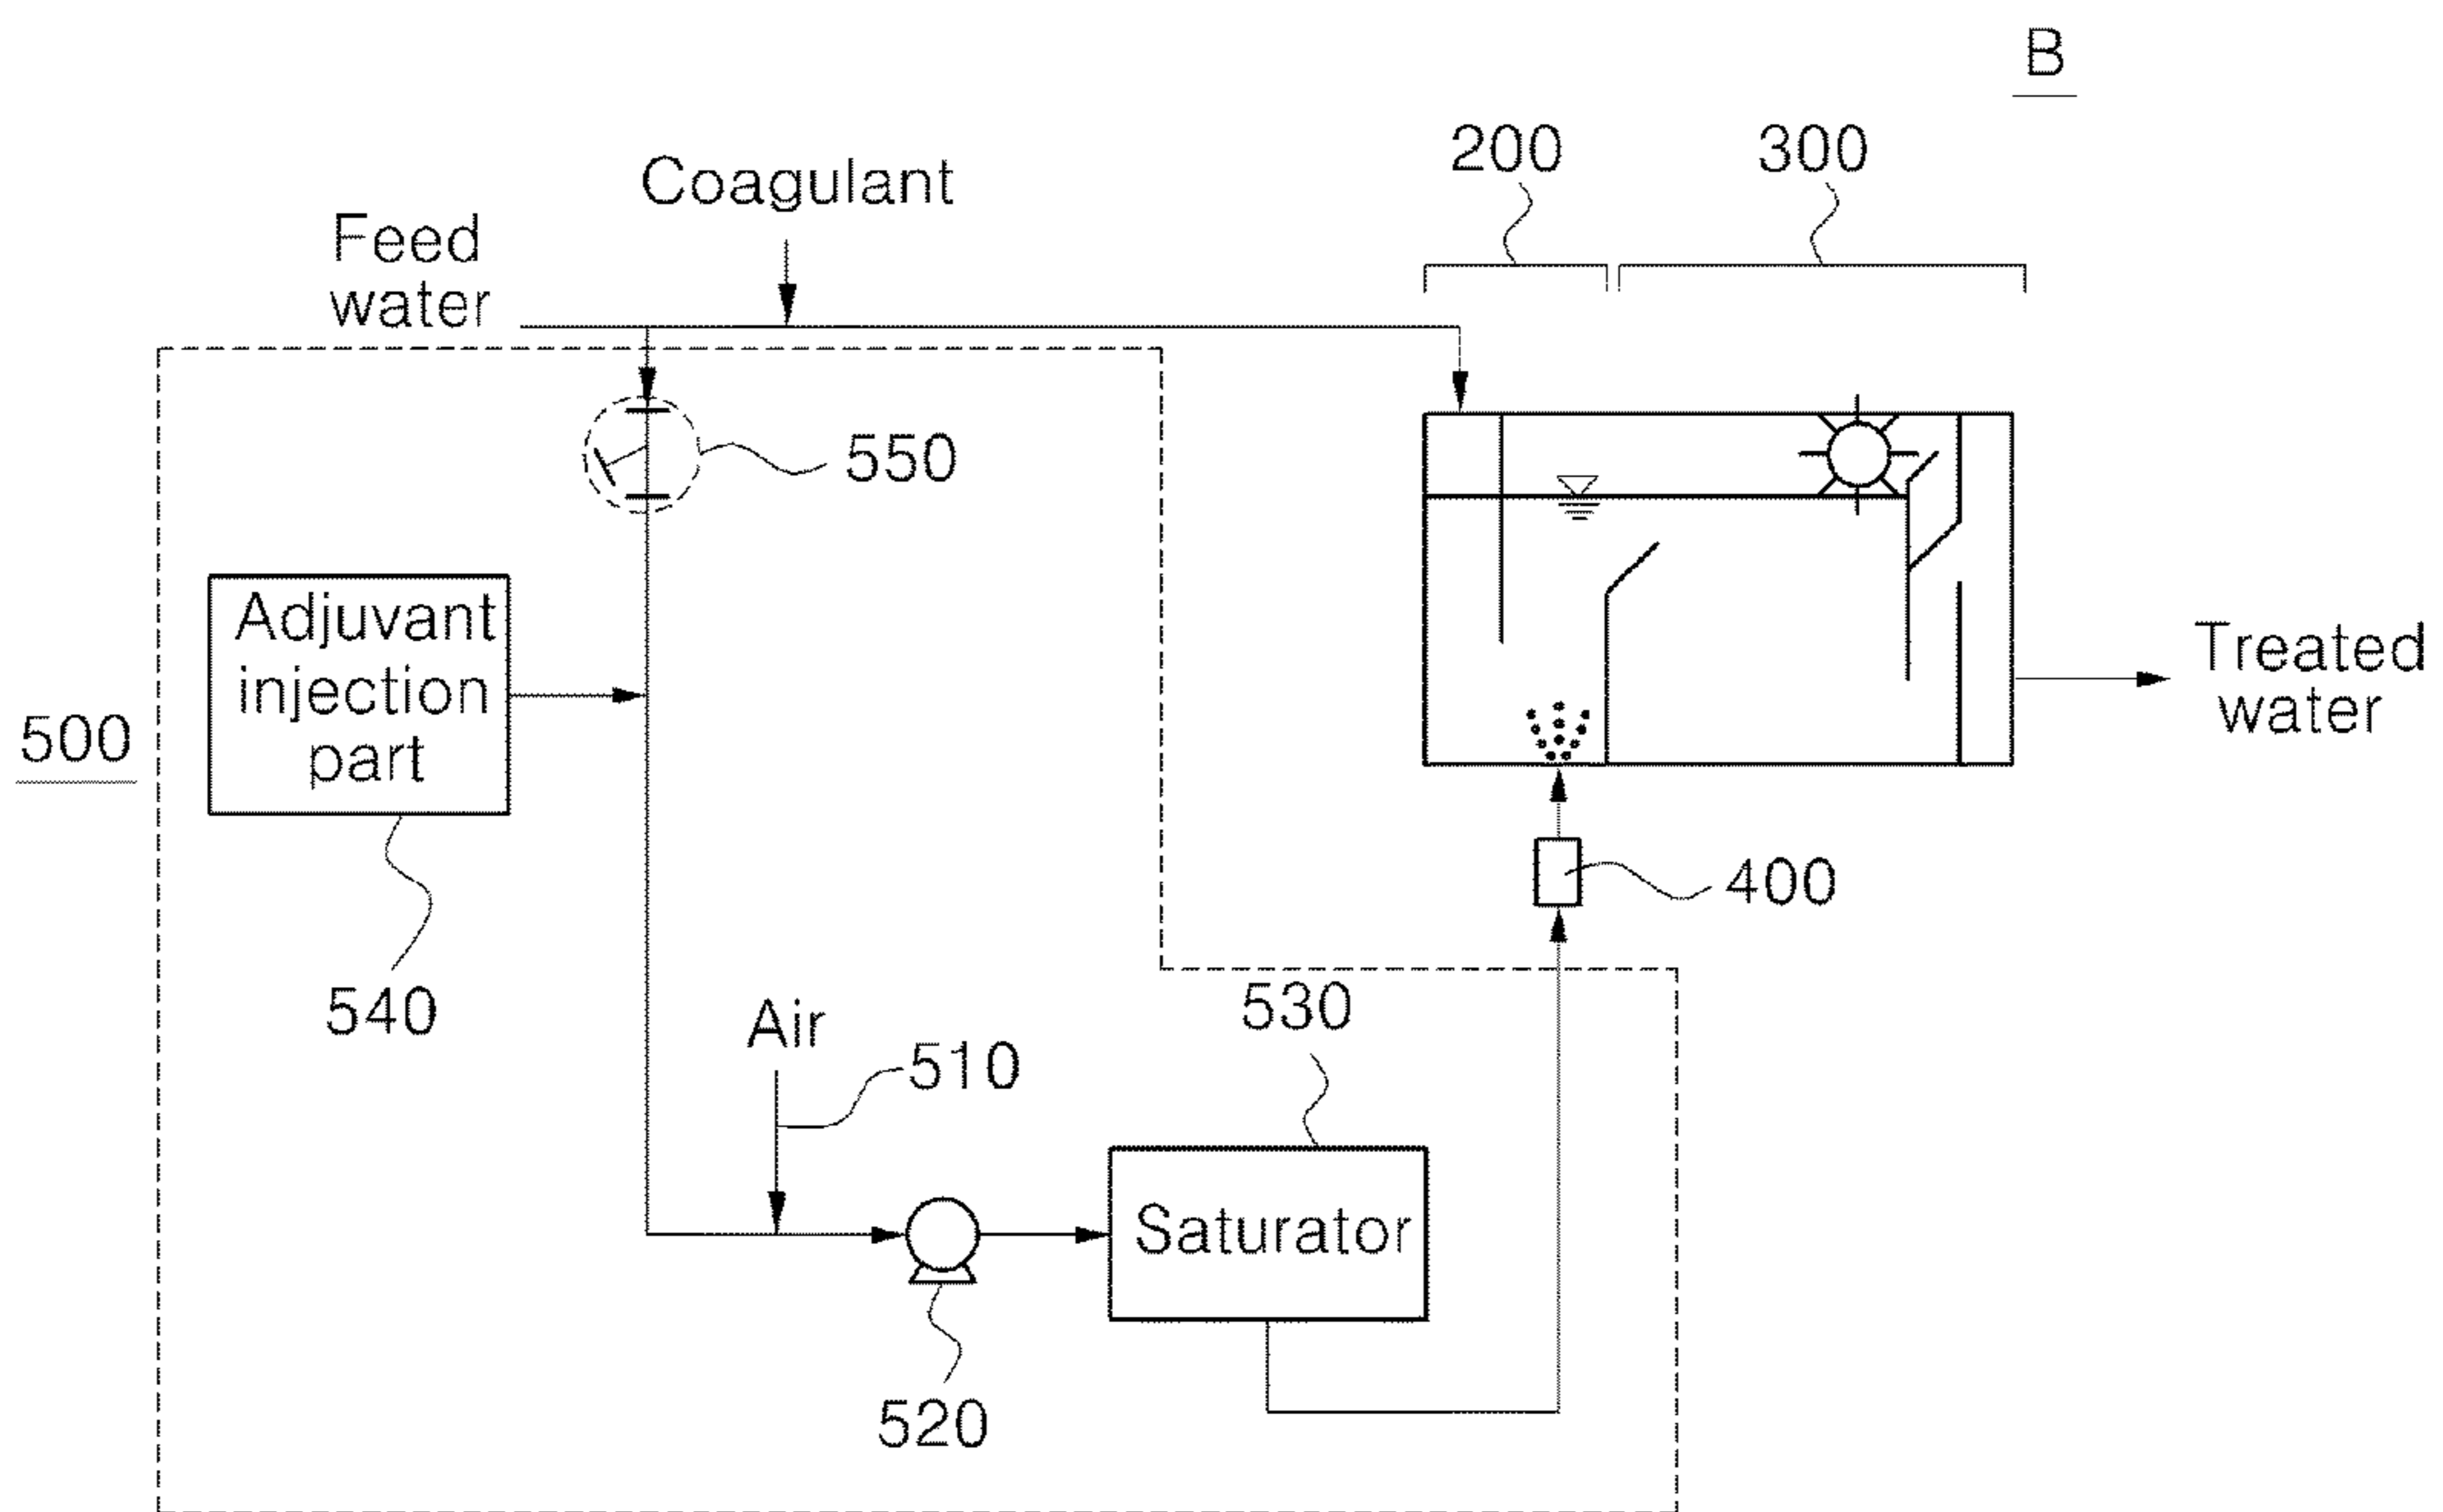 B
200
300
Coagulant
Feed
water
550
Adjuvant
injection
part
500
Treated
water
400
540
530
Air
510
Saturator
520